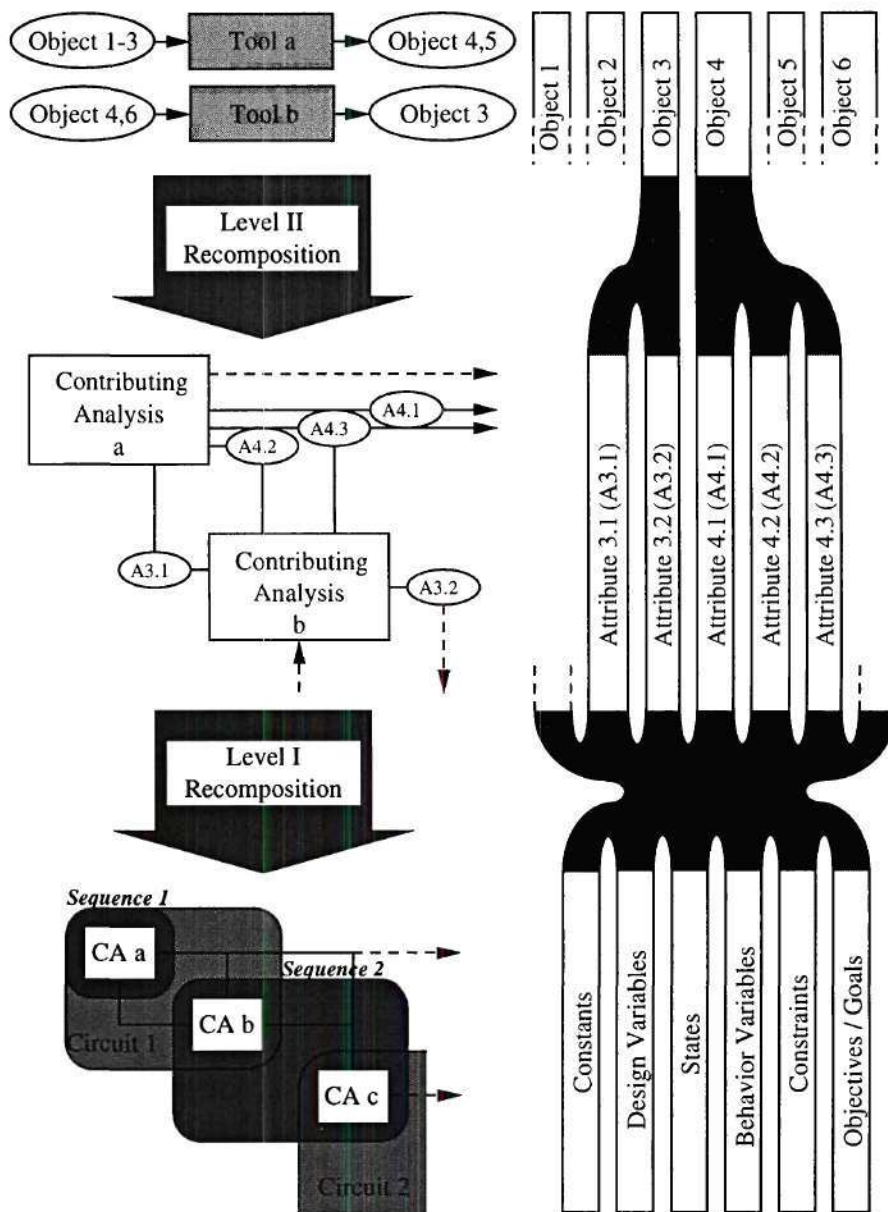 Object 1-3
Tool a
Object 4,5
Object 4,6
Tool b
Object 3
Level II
Recomposition
Contributing
Analysis
a
A4.1
A4.3
A4.2
A3.1
Contributing
Analysis
b
A3.2
Level I
Recomposition
Sequence 1
CA a
Sequence 2
CA b
Circuit 1
CA c
Circuit 2
Object 1
Object 2
Object 3
Object 4
Object 5
Object 6
Attribute 3.1 (A3.1)
Attribute 3.2 (A3.2)
Attribute 4.1 (A4.1)
Attribute 4.2 (A4.2)
Attribute 4.3 (A4.3)
Constants
Design Variables
States
Behavior Variables
Constraints
Objectives / Goals